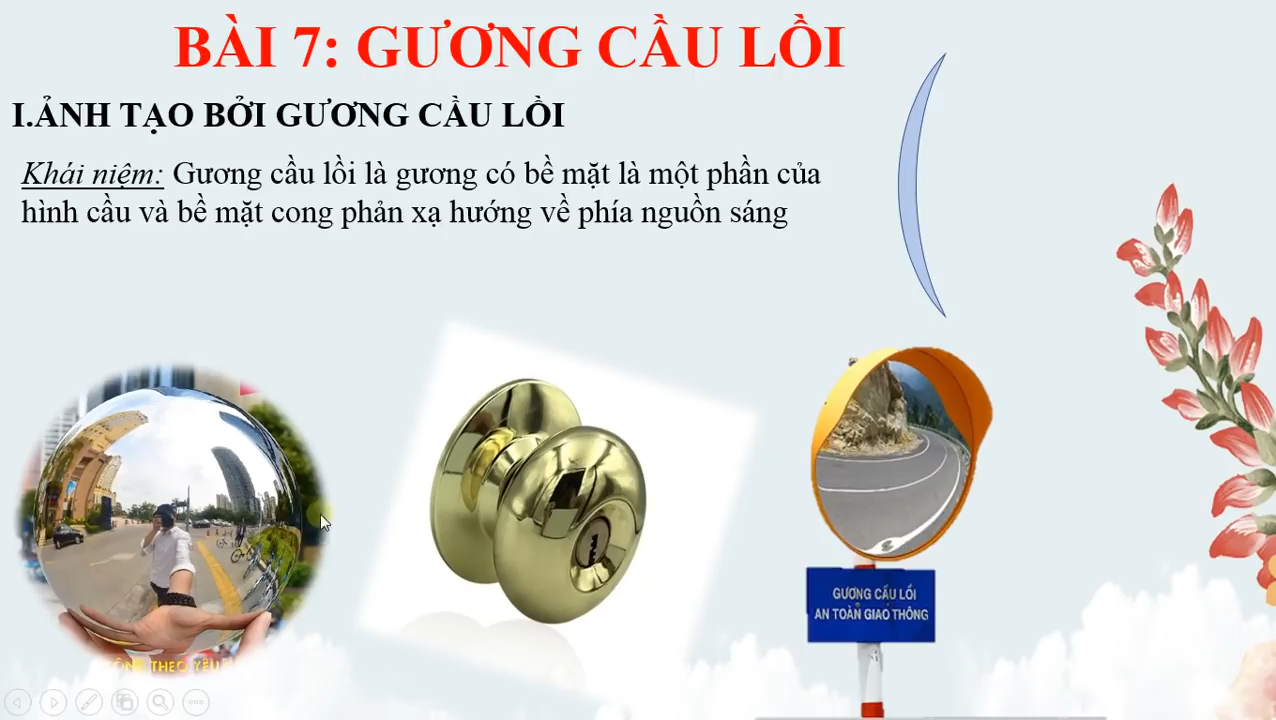 BÀI 7: GƯƠNG CẦU LỒI
I.ẢNH TẠO BỞI GƯƠNG CẦU LỒI
Khái niệm: Gương cầu lồi là gương có bề mặt là một phần của
hình cầu và bề mặt cong phản xạ hướng về phía nguồn sáng
GƯƠNG CẦU LỒI
AN TOÀN GIAO THÔNG
THEO